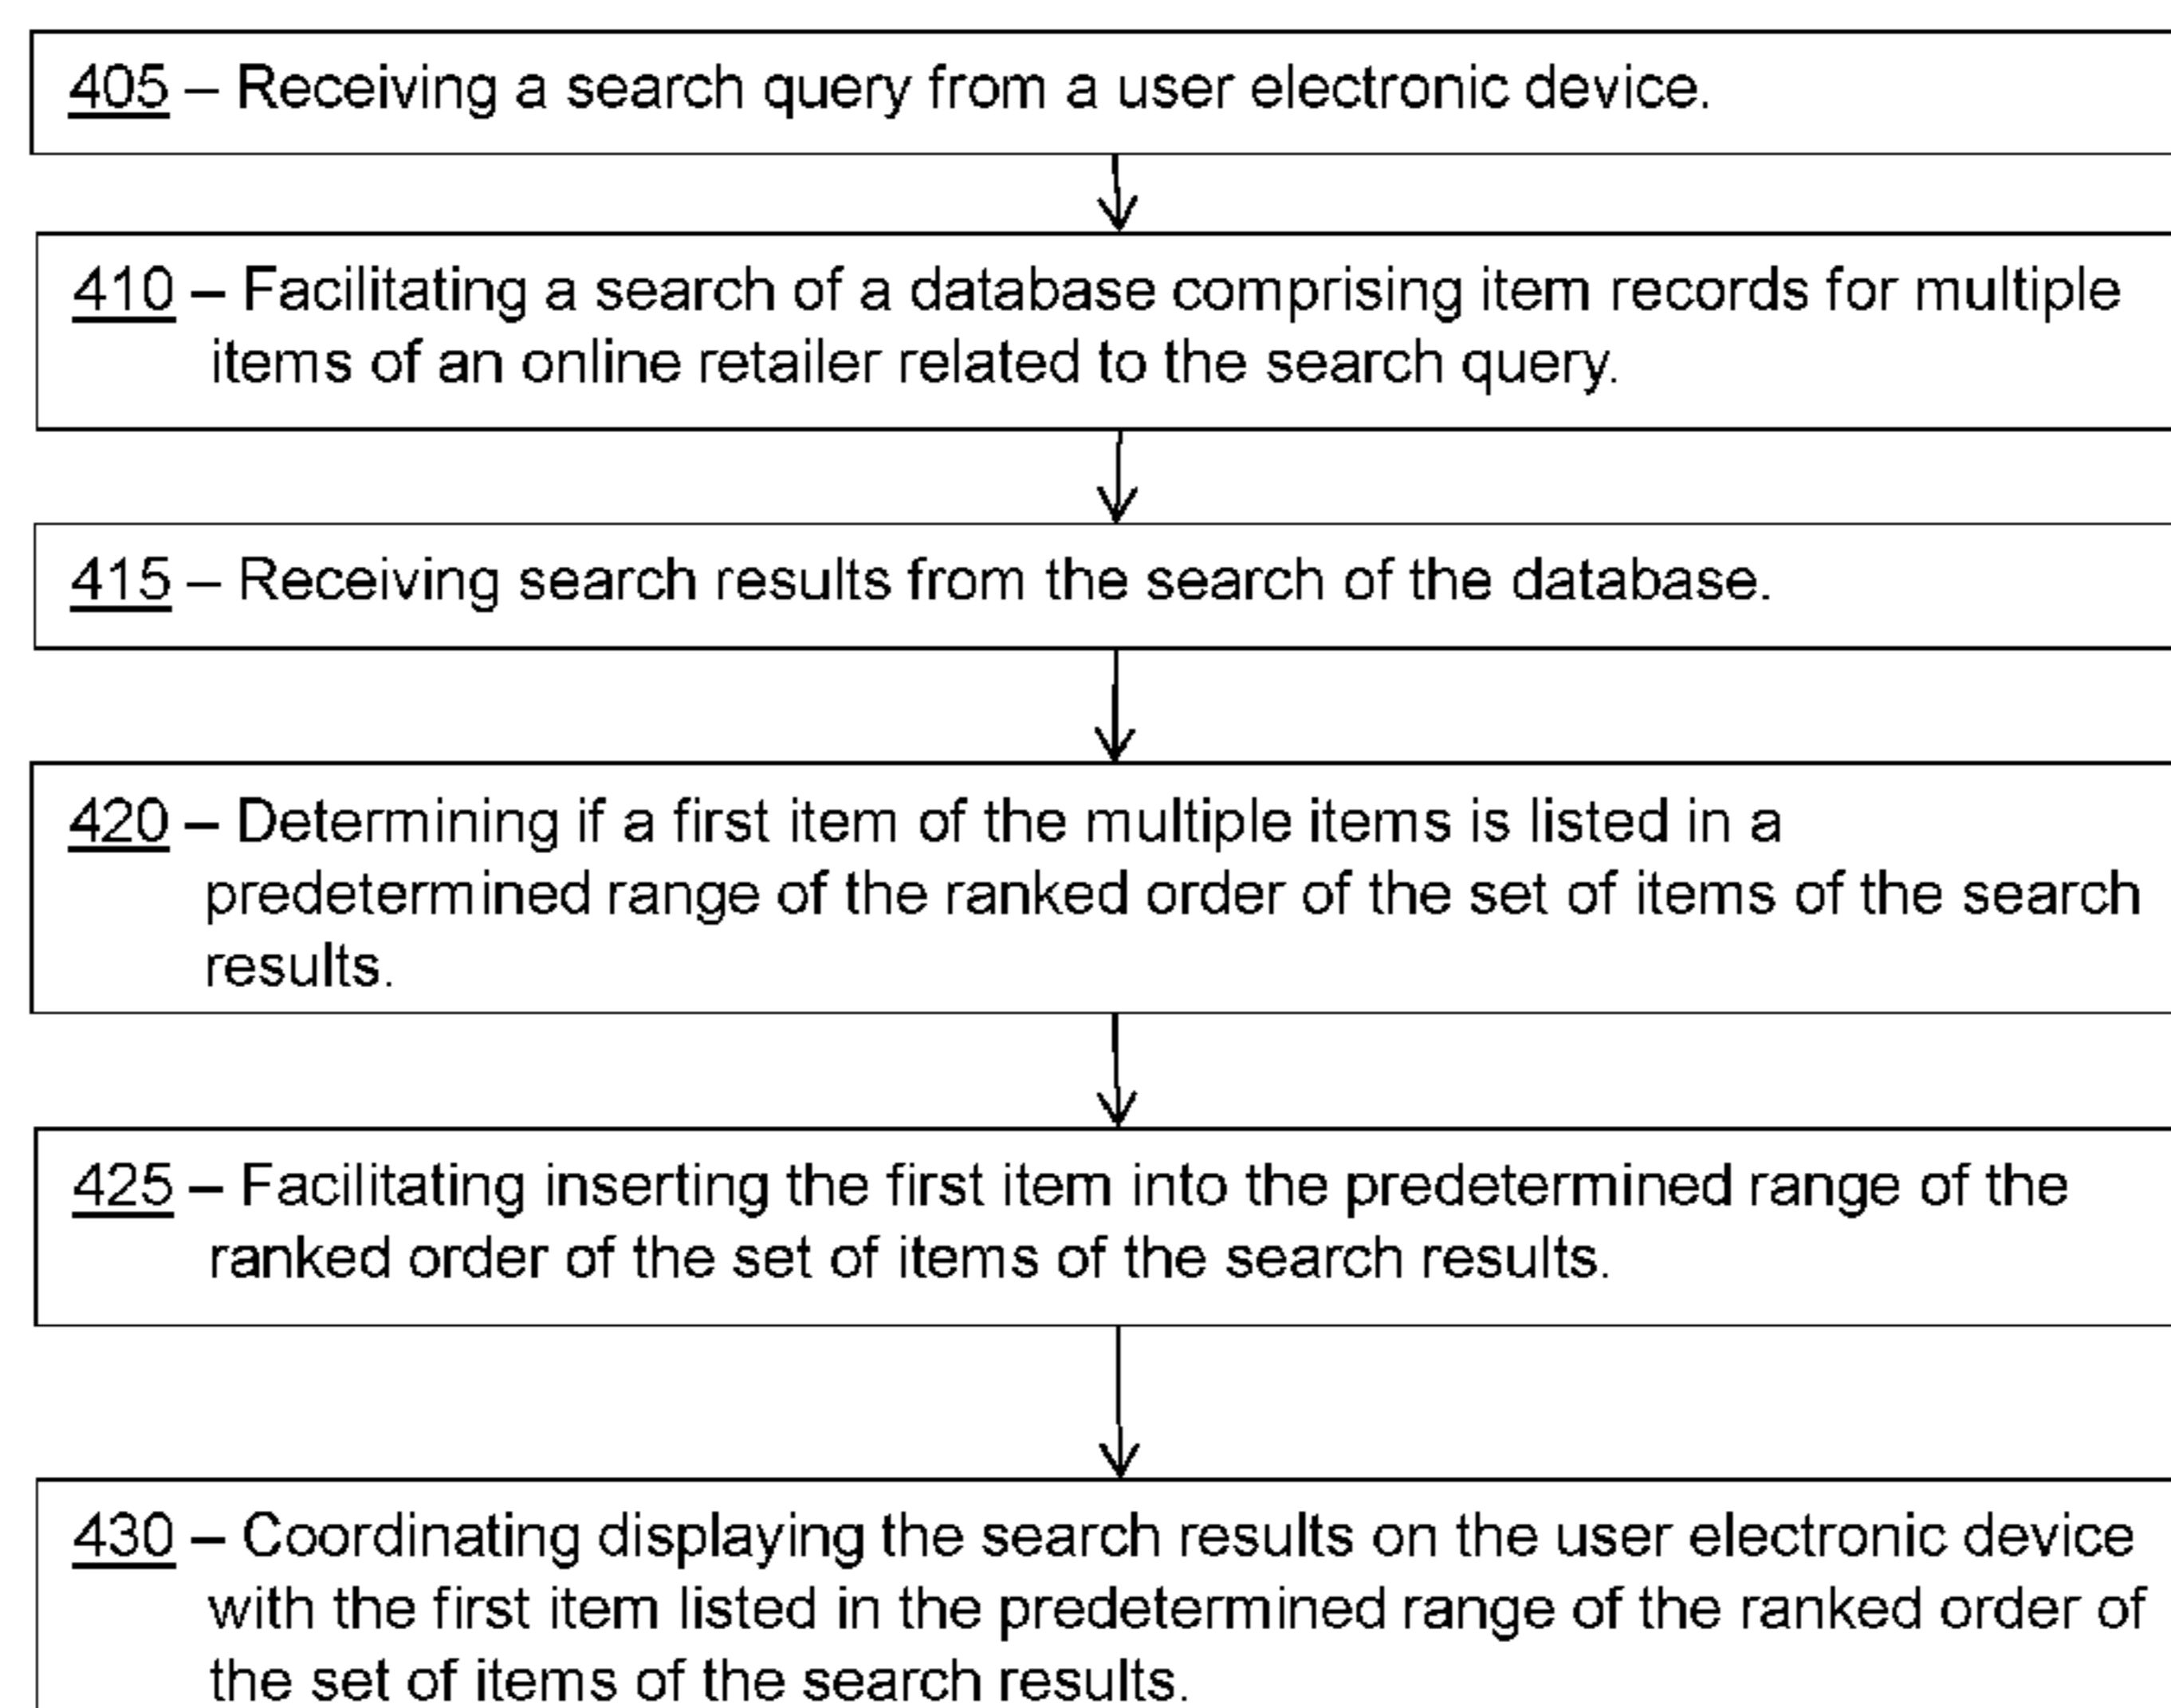 405 – Receiving a search query from a user electronic device.
410 – Facilitating a search of a database comprising item records for multiple
items of an online retailer related to the search query.
415 – Receiving search results from the search of the database.
420 – Determining if a first item of the multiple items is listed in a
predetermined range of the ranked order of the set of items of the search
results.
425 – Facilitating inserting the first item into the predetermined range of the
ranked order of the set of items of the search results.
430 – Coordinating displaying the search results on the user electronic device
with the first item listed in the predetermined range of the ranked order of
the set of items of the search results.